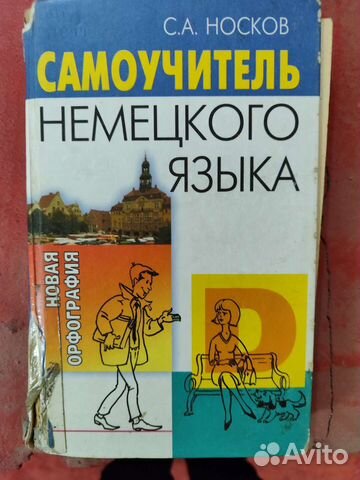 С.А. НОСКОВ
САМОУЧИТЕЛЬ
НЕМЕЦКОГО
ЯЗЫКА
НОВАЯ
ОРФОГРАФИЯ
D
Avito